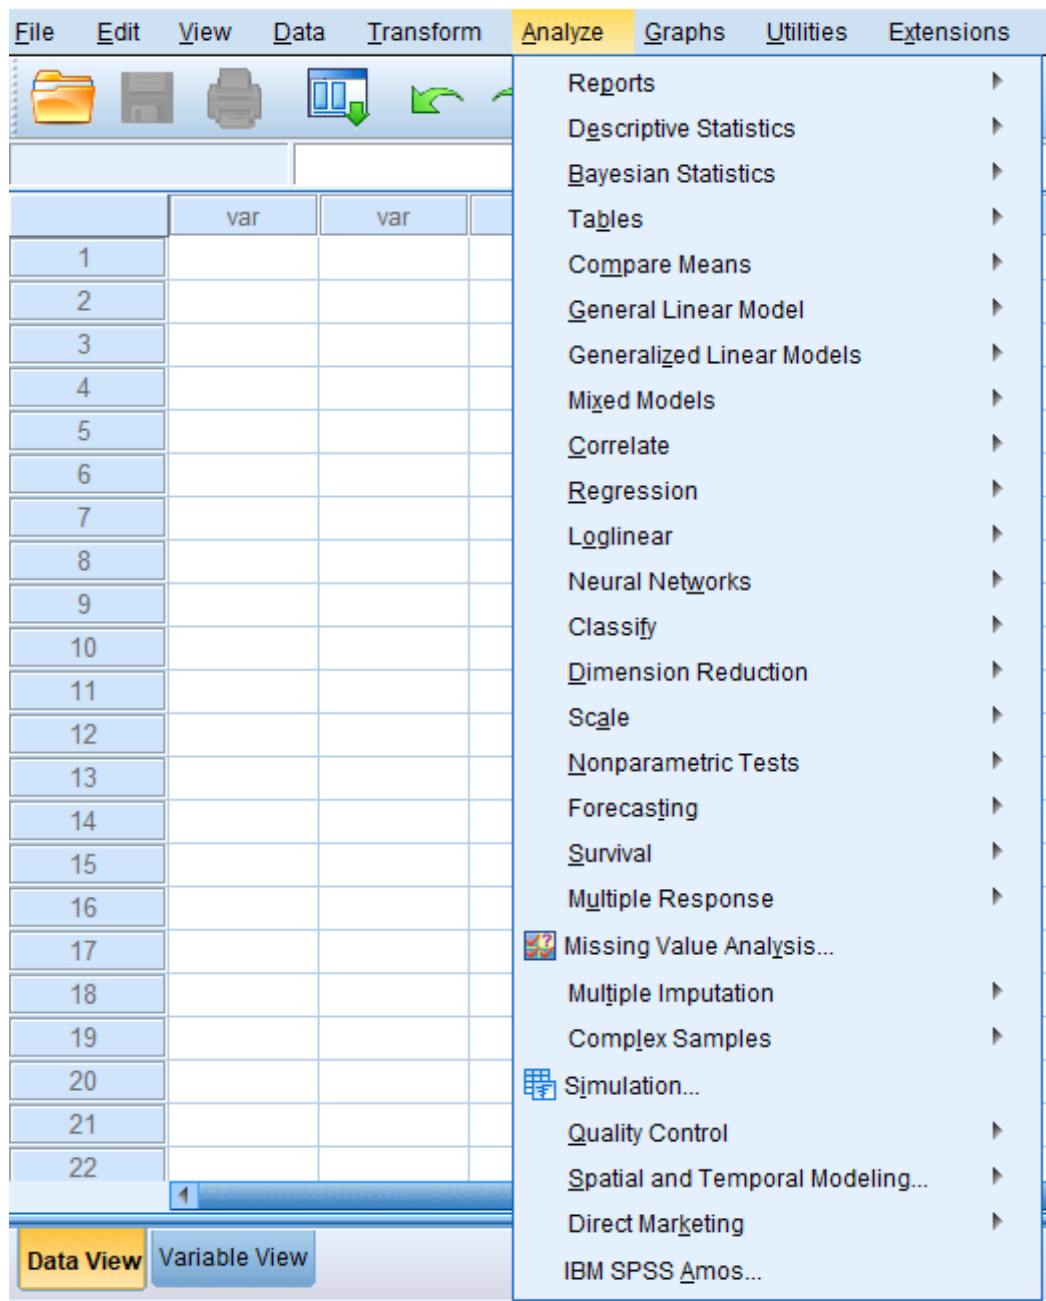 File Edit View Data Transform Analyze Graphs Utilities Extensions
Reports
Descriptive Statistics
Bayesian Statistics
Tables
var var
Compare Means
General Linear Model
Generalized Linear Models
Mixed Models
Correlate
Regression
Loglinear
Neural Networks
Classify
Dimension Reduction
Scale
Nonparametric Tests
Forecasting
Survival
Multiple Response
Missing Value Analysis...
Multiple Imputation
Complex Samples
Simulation...
Quality Control
Spatial and Temporal Modeling...
Direct Marketing
IBM SPSS Amos...
1
2
3
4
5
6
7
8
9
10
11
12
13
14
15
16
17
18
19
20
21
22
Data View Variable View